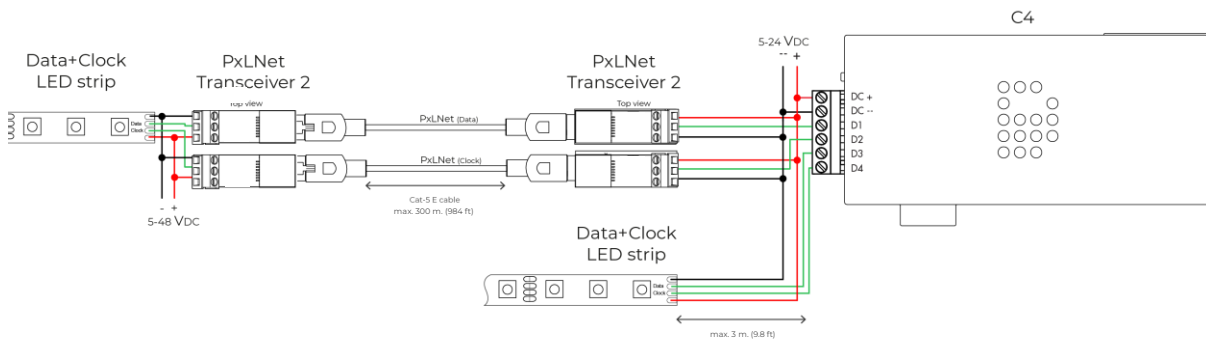 C4
5-24 VDC
-- +
Data+Clock
LED strip
PxLNet
Transceiver 2
PxLNet
Transceiver 2
Top view
Top view
Data
Clock
PxLNet (Data)
PxLNet (Clock)
DC +
DC --
D1
D2
D3
D4
Cat-5 E cable
max. 300 m. (984 ft)
- +
5-48 VDC
Data+Clock
LED strip
Data
Clock
max. 3 m. (9.8 ft)